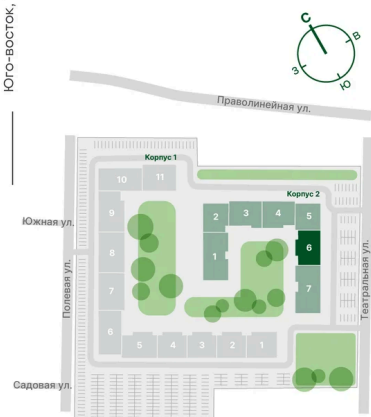 Юго-восток,
С
В
З
Ю
Праволинейная ул.
Корпус 1
10 11
Корпус 2
9
2 3 4 5
Южная ул.
8
1
6
7
7
6
5 4 3 2 1
Полевая ул.
Театральная ул.
Садовая ул.